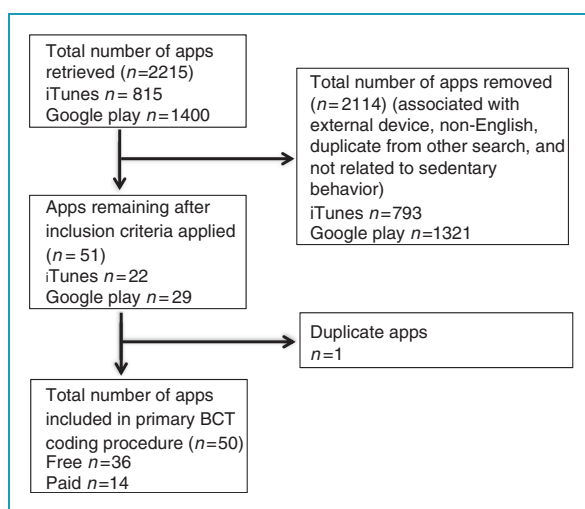 Total number of apps
retrieved (n=2215)
iTunes n= 815
Google play n=1400
Total number of apps removed
(n=2114) (associated with
external device, non-English,
duplicate from other search, and
not related to sedentary
behavior)
iTunes n=793
Google play n=1321
Apps remaining after
inclusion criteria applied
(n= 51)
iTunes n=22
Google play n=29
Duplicate apps
n=1
Total number of apps
included in primary BCT
coding procedure (n=50)
Free n=36
Paid n=14